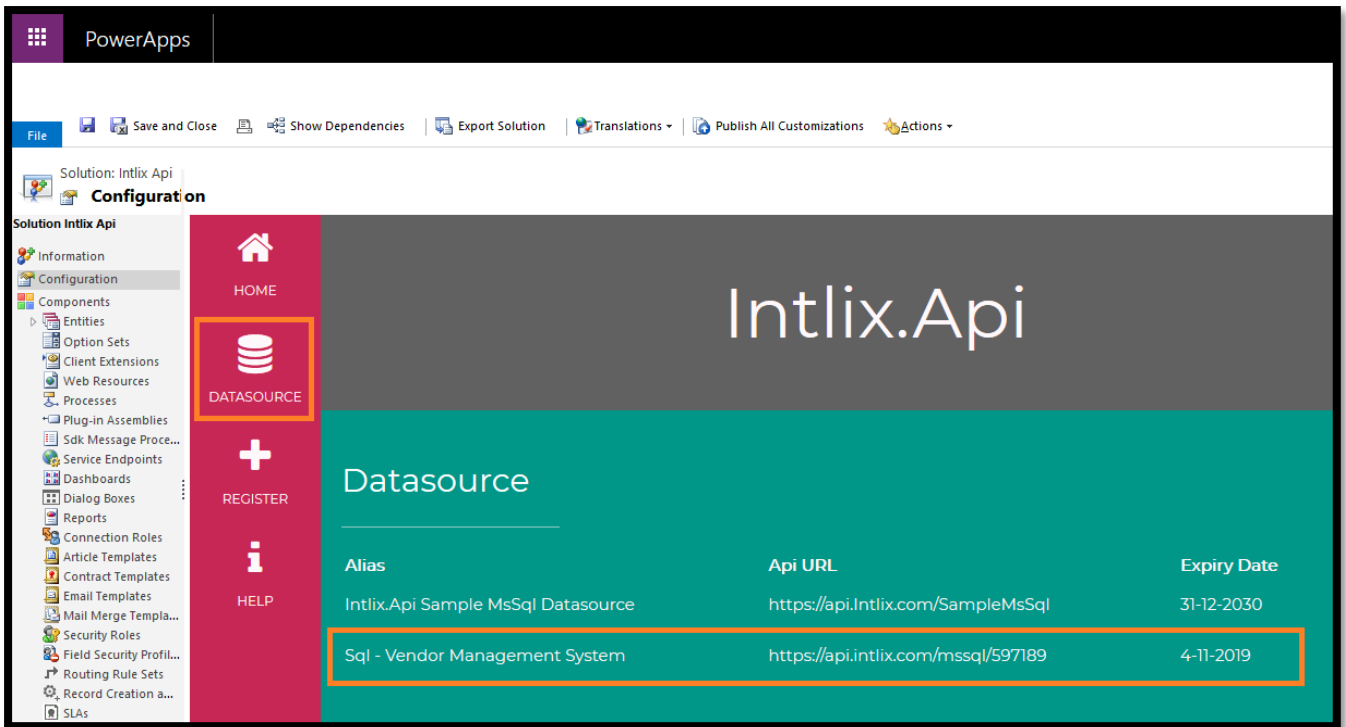 PowerApps
File Save and Close Show Dependencies Export Solution Translations Publish All Customizations Actions
Solution: Intlix Api
Configuration
Solution Intlix Api
Information
Configuration
Components
Entities
Option Sets
Client Extensions
Web Resources
Processes
Plug-in Assemblies
Sdk Message Proce...
Service Endpoints
Dashboards
Dialog Boxes
Reports
Connection Roles
Article Templates
Contract Templates
Email Templates
Mail Merge Templa...
Security Roles
Field Security Profil...
Routing Rule Sets
Record Creation a...
SLAs
HOME
DATASOURCE
REGISTER
HELP
Intlix.Api
Datasource
Alias Api URL Expiry Date
Intlix.Api Sample MsSql Datasource https://api.Intlix.com/SampleMsSql 31-12-2030
Sql - Vendor Management System https://api.intlix.com/mssql/597189 4-11-2019